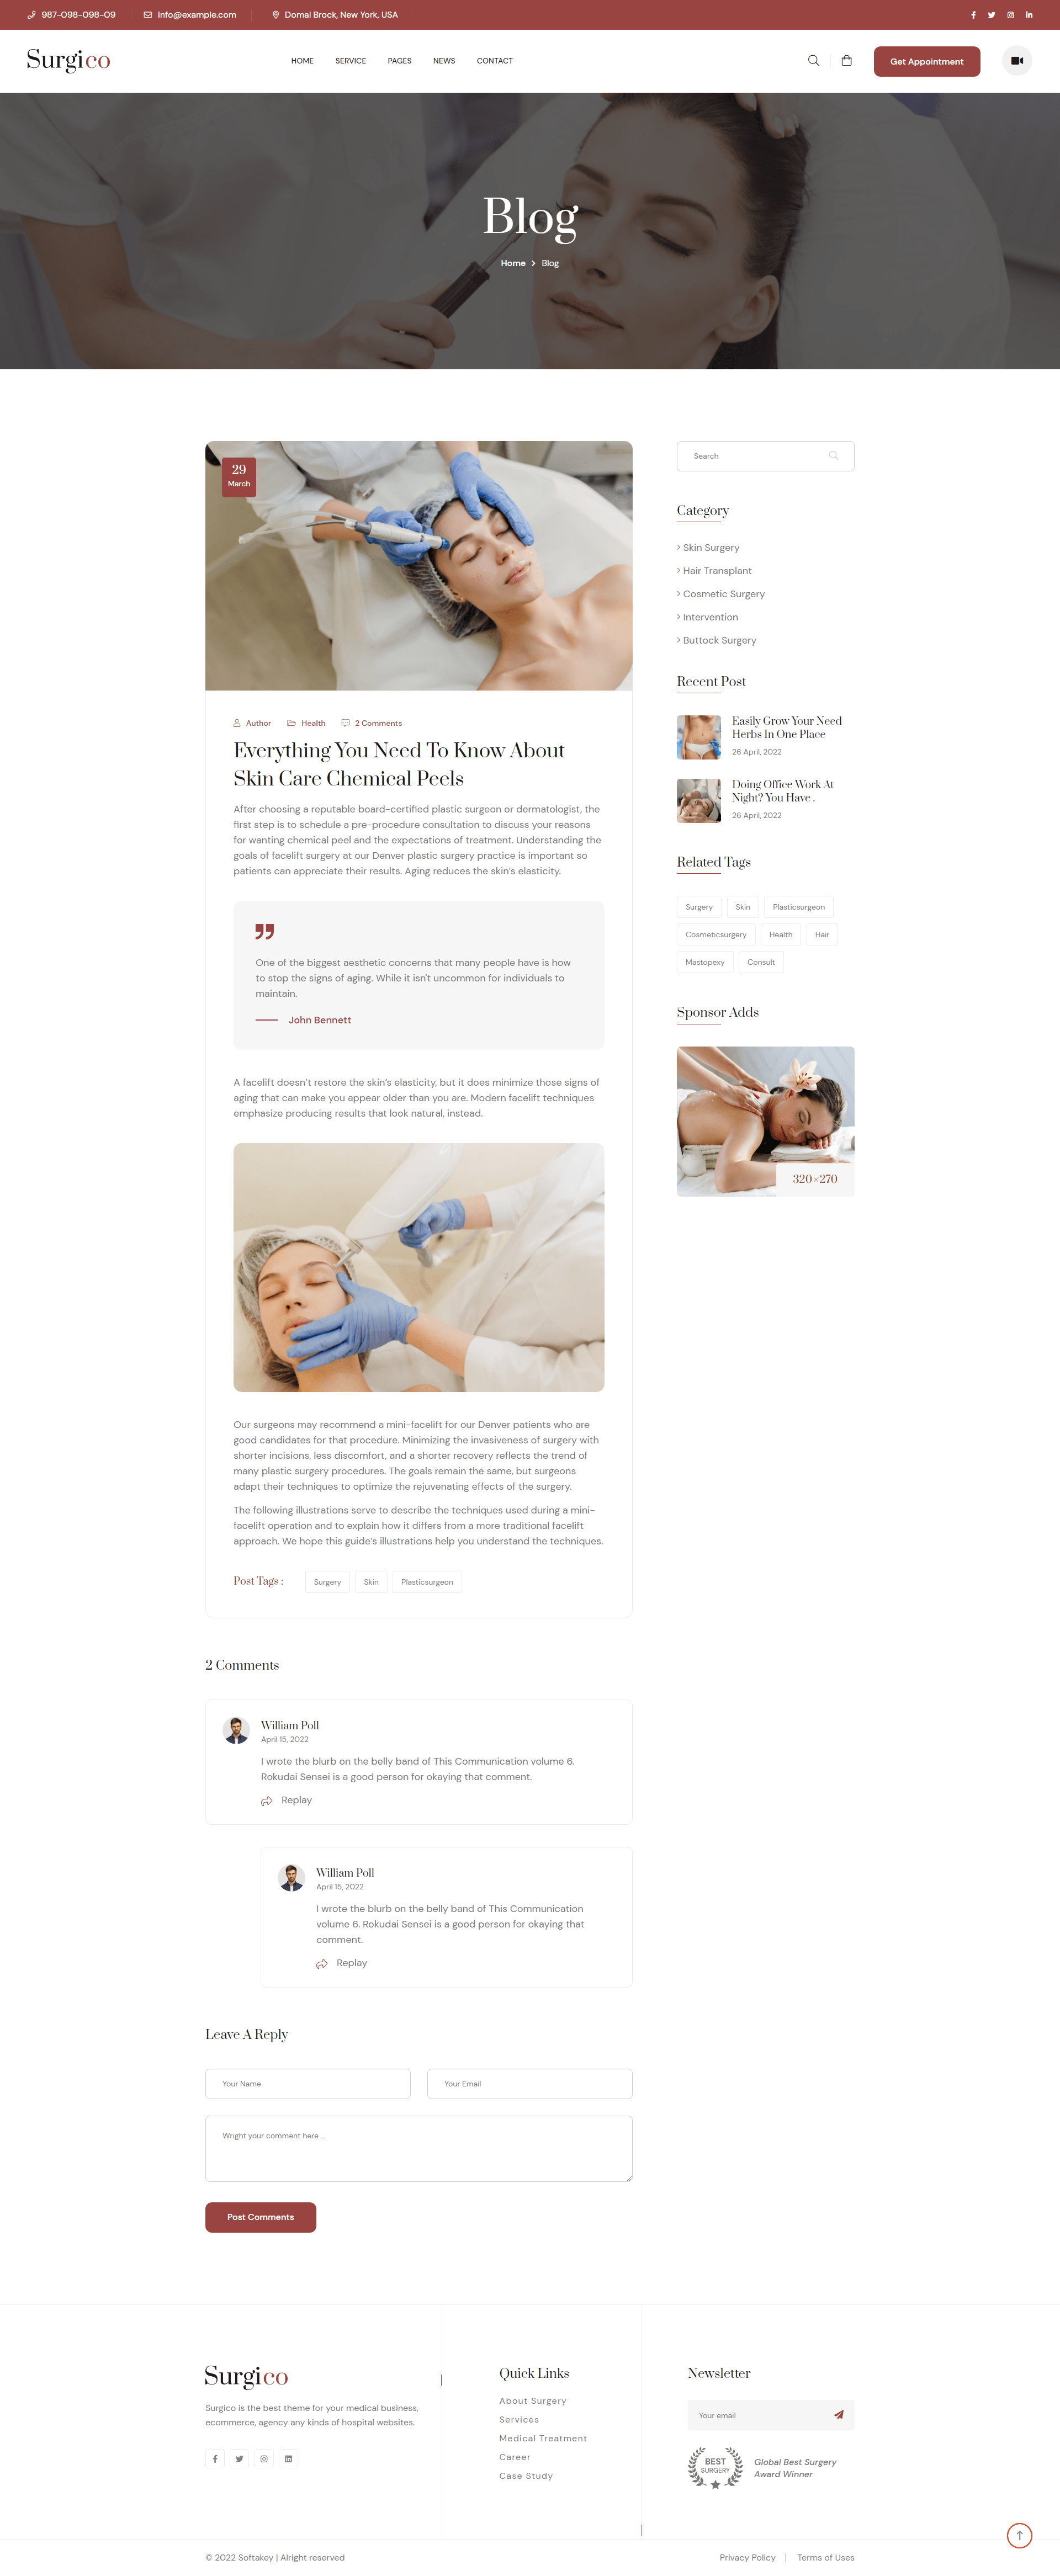 987-098-098-09
info@example.com
Domal Brock, New York, USA
Surgico
HOME
SERVICE
PAGES
NEWS
CONTACT
Get Appointment
Blog
Home
Blog
29
March
Author
Health
2 Comments
Everything You Need To Know About
Skin Care Chemical Peels
After choosing a reputable board-certified plastic surgeon or dermatologist, the
first step is to schedule a pre-procedure consultation to discuss your reasons
for wanting chemical peel and the expectations of treatment. Understanding the
goals of facelift surgery at our Denver plastic surgery practice is important so
patients can appreciate their results. Aging reduces the skin's elasticity.
One of the biggest aesthetic concerns that many people have is how
to stop the signs of aging. While it isn't uncommon for individuals to
maintain.
John Bennett
A facelift doesn't restore the skin's elasticity, but it does minimize those signs of
aging that can make you appear older than you are. Modern facelift techniques
emphasize producing results that look natural, instead.
Our surgeons may recommend a mini-facelift for our Denver patients who are
good candidates for that procedure. Minimizing the invasiveness of surgery with
shorter incisions, less discomfort, and a shorter recovery reflects the trend of
many plastic surgery procedures. The goals remain the same, but surgeons
adapt their techniques to optimize the rejuvenating effects of the surgery.
The following illustrations serve to describe the techniques used during a mini-
facelift operation and to explain how it differs from a more traditional facelift
approach. We hope this guide's illustrations help you understand the techniques.
Post Tags :
Surgery
Skin
Plasticsurgeon
2 Comments
William Poll
April 15, 2022
I wrote the blurb on the belly band of This Communication volume 6.
Rokudai Sensei is a good person for okaying that comment.
Replay
William Poll
April 15, 2022
I wrote the blurb on the belly band of This Communication
volume 6. Rokudai Sensei is a good person for okaying that
comment.
Replay
Leave A Reply
Your Name
Your Email
Wright your comment here ...
Post Comments
Search
Category
Skin Surgery
Hair Transplant
Cosmetic Surgery
Intervention
Buttock Surgery
Recent Post
Easily Grow Your Need
Herbs In One Place
26 April, 2022
Doing Office Work At
Night? You Have .
26 April, 2022
Related Tags
Surgery
Skin
Plasticsurgeon
Cosmeticsurgery
Health
Hair
Mastopexy
Consult
Sponsor Adds
320×270
Surgico
Surgico is the best theme for your medical business,
ecommerce, agency any kinds of hospital websites.
Quick Links
About Surgery
Services
Medical Treatment
Career
Case Study
Newsletter
Your email
BEST
SURGERY
Global Best Surgery
Award Winner
© 2022 Softakey | Alright reserved
Privacy Policy | Terms of Uses